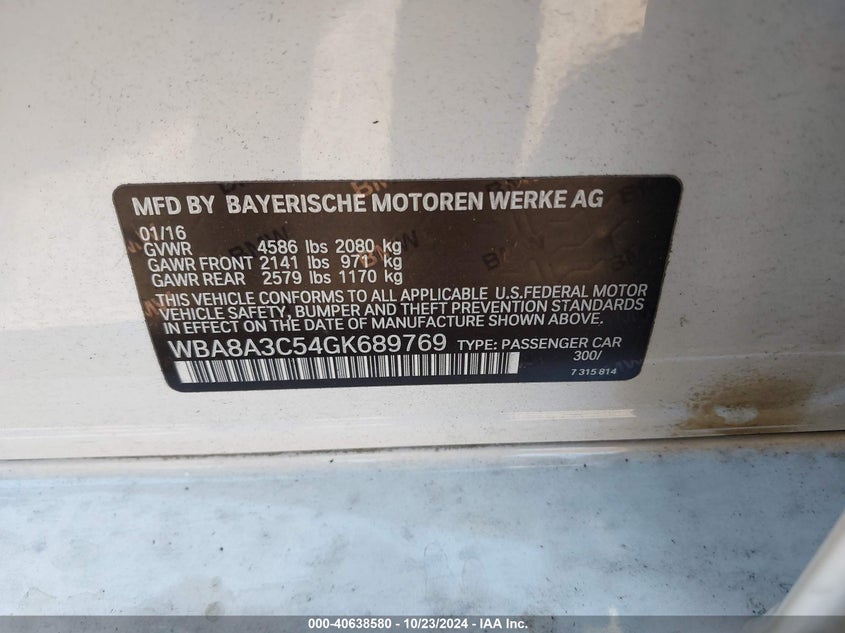 MFD BY BAYERISCHE MOTOREN WERKE AG
01/16
GVWR 4586 lbs 2080 kg
GAWR FRONT 2141 lbs 971 kg
GAWR REAR 2579 lbs 1170 kg
THIS VEHICLE CONFORMS TO ALL APPLICABLE U.S.FEDERAL MOTOR
VEHICLE SAFETY, BUMPER AND THEFT PREVENTION STANDARDS
IN EFFECT ON THE DATE OF MANUFACTURE SHOWN ABOVE.
WBA8A3C54GK689769 TYPE: PASSENGER CAR
300/
7 315 814
000-40638580 - 10/23/2024 - IAA Inc.